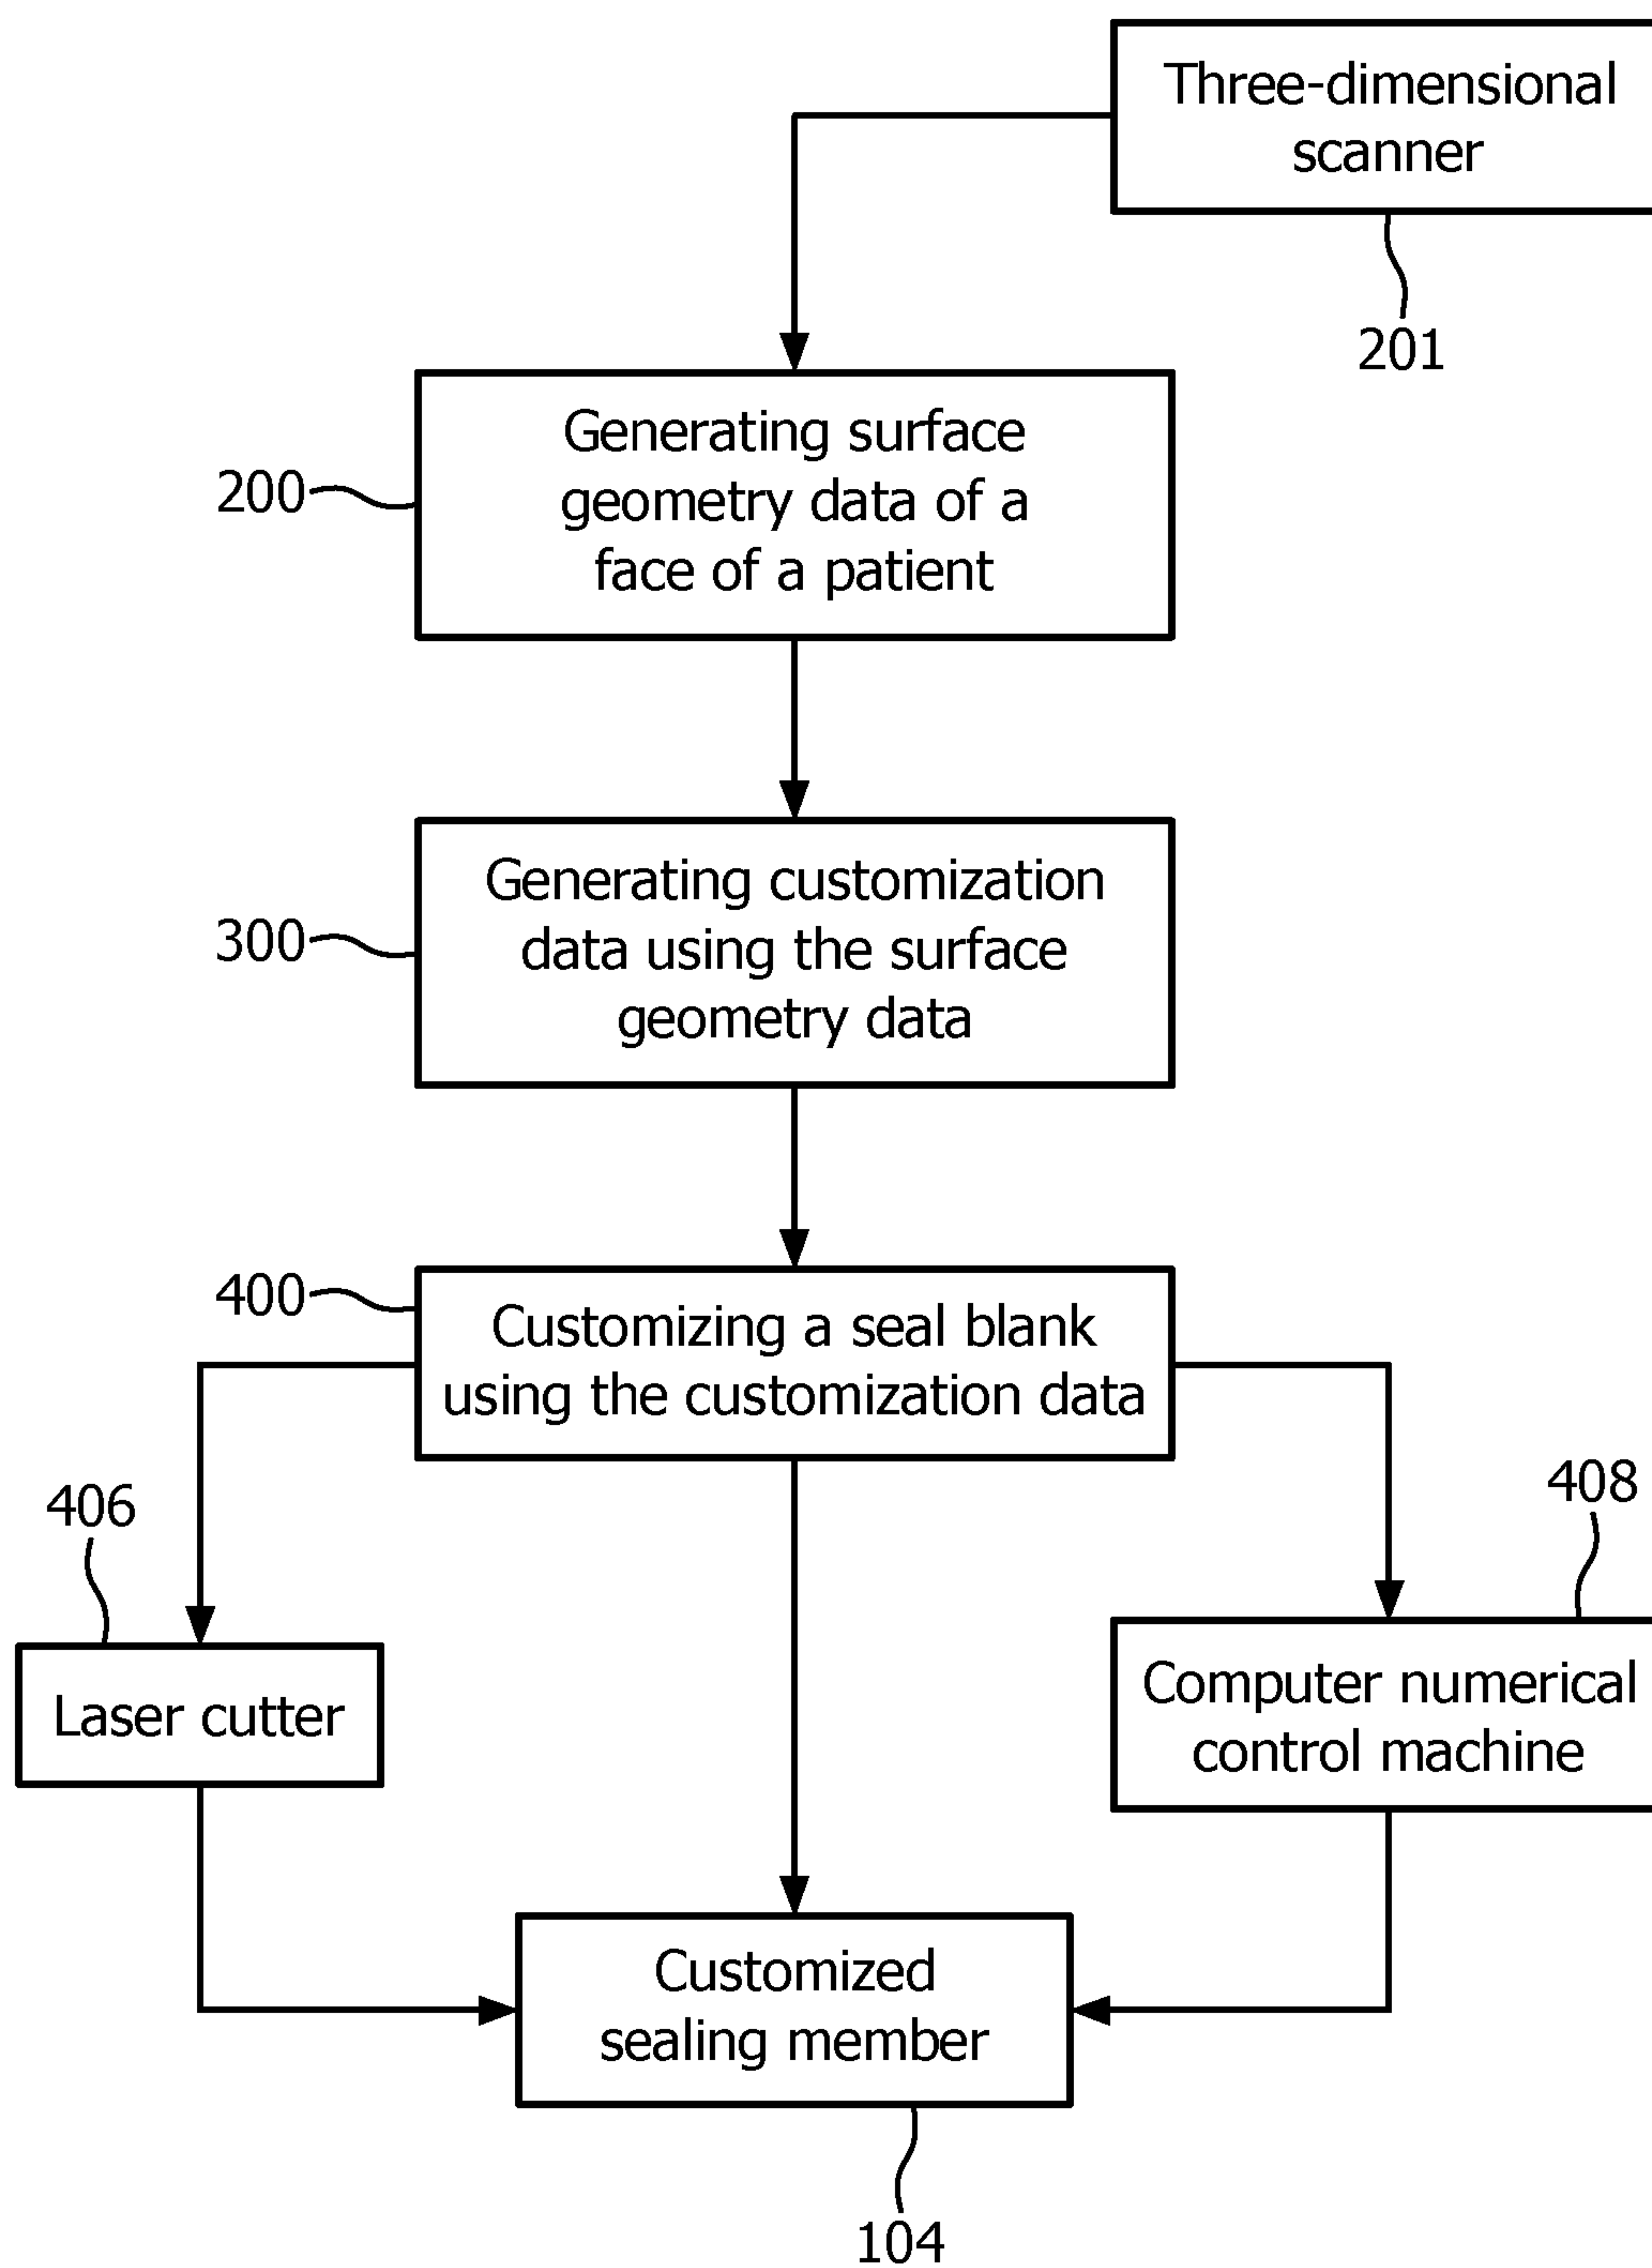 Three-dimensional
scanner
201
Generating surface
geometry data of a
face of a patient
200
Generating customization
data using the surface
geometry data
300
400
Customizing a seal blank
using the customization data
406
408
Laser cutter
Computer numerical
control machine
Customized
sealing member
104